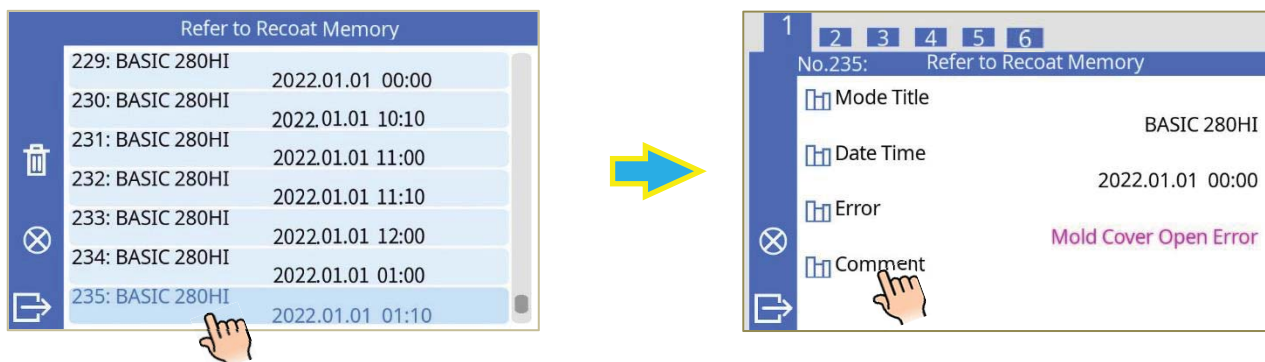 Refer to Recoat Memory
229: BASIC 280HI
2022.01.01 00:00
230: BASIC 280HI
2022.01.01 10:10
231: BASIC 280HI
2022.01.01 11:00
232: BASIC 280HI
2022.01.01 11:10
233: BASIC 280HI
2022.01.01 12:00
234: BASIC 280HI
2022.01.01 01:00
235: BASIC 280HI
2022.01.01 01:10
1 2 3 4 5 6
No.235: Refer to Recoat Memory
Mode Title
BASIC 280HI
Date Time
2022.01.01 00:00
Error
Mold Cover Open Error
Comment